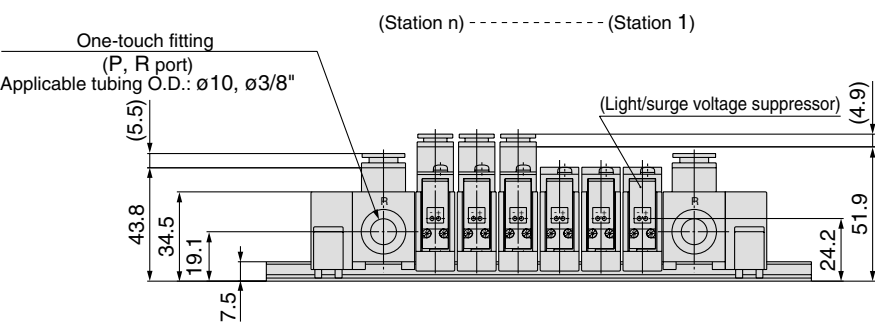 (Station n) ------------ (Station 1)
One-touch fitting
(P, R port)
Applicable tubing O.D.: ø10, ø3/8"
(Light/surge voltage suppressor)
(5.5)
(4.9)
43.8
34.5
19.1
7.5
R
R
24.2
51.9